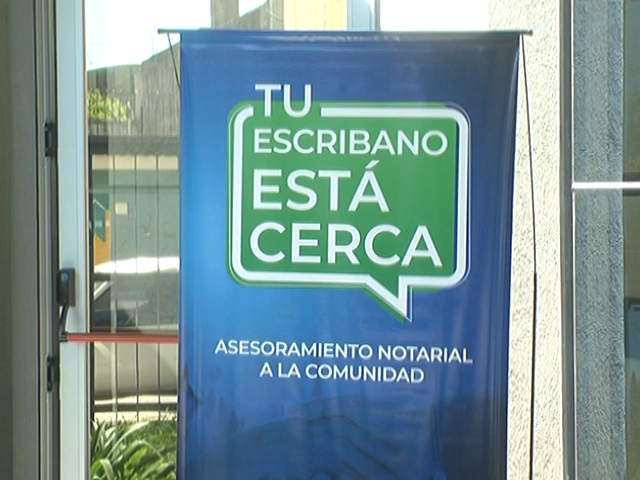 TU
ESCRIBANO
ESTÁ
CERCA
ASESORAMIENTO NOTARIAL
A LA COMUNIDAD